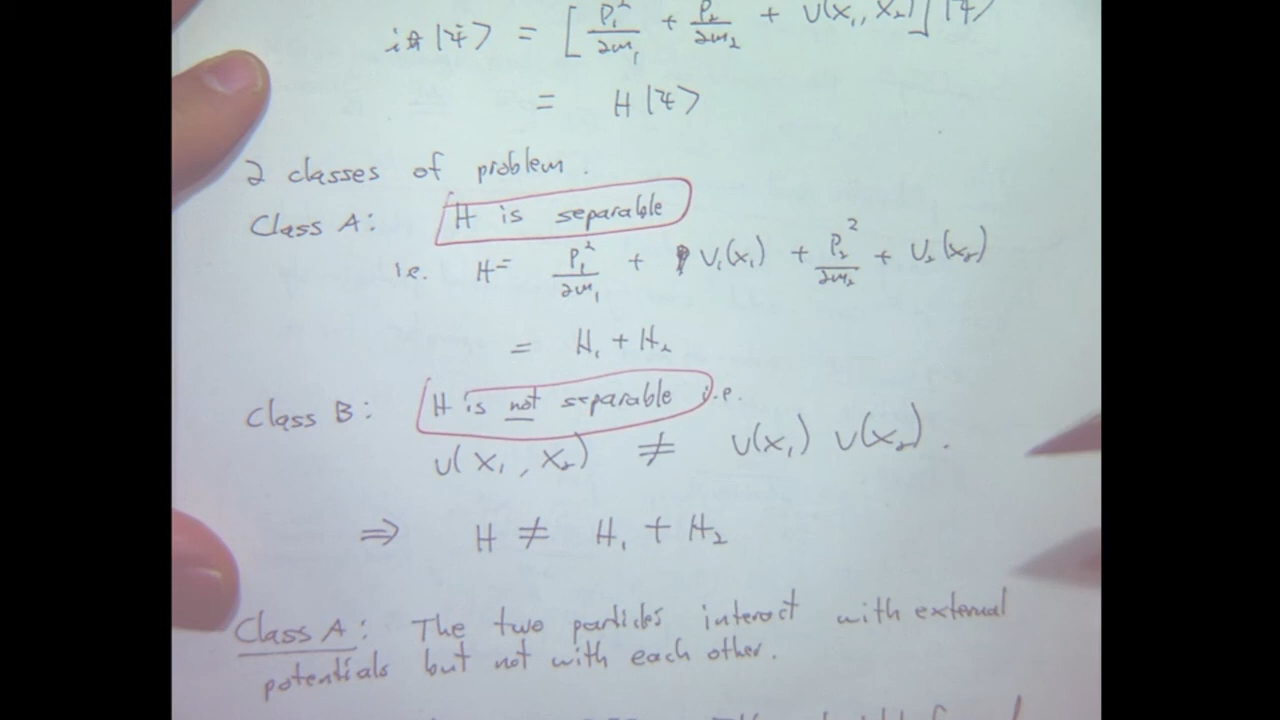 iħ|ψ̇⟩ = [P₁²/2m₁ + P₂/2m₂ + V(x₁, x₂)]|ψ⟩
= H|ψ⟩
2 classes of problem.
Class A: H is separable
i.e. H = P₁²/2m₁ + V₁(x₁) + P₂²/2m₂ + V₂(x₂)
= H₁ + H₂
Class B: H is not separable i.e.
V(x₁, x₂) ≠ V(x₁) V(x₂).
⇒ H ≠ H₁ + H₂
Class A: The two particles interact with external
potentials but not with each other.